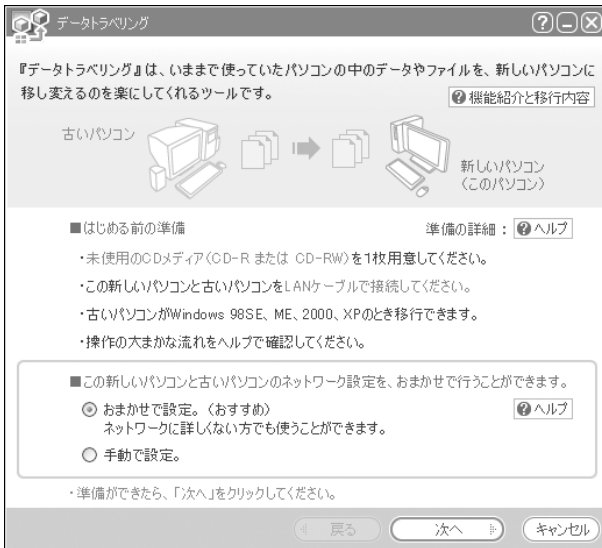 データトラベリング
『データトラベリング』は、いままで使っていたパソコンの中のデータやファイルを、新しいパソコンに
移し変えるのを楽にしてくれるツールです。
機能紹介と移行内容
古いパソコン
新しいパソコン
(このパソコン)
■はじめる前の準備
準備の詳細:
ヘルプ
・未使用のCDメディア(CD-R または CD-RW)を1枚用意してください。
・この新しいパソコンと古いパソコンをLANケーブルで接続してください。
・古いパソコンがWindows 98SE、ME、2000、XPのとき移行できます。
・操作の大まかな流れをヘルプで確認してください。
■この新しいパソコンと古いパソコンのネットワーク設定を、おまかせで行うことができます。
おまかせで設定。(おすすめ)
ヘルプ
ネットワークに詳しくない方でも使うことができます。
手動で設定。
・準備ができたら、「次へ」をクリックしてください。
戻る
次へ
キャンセル